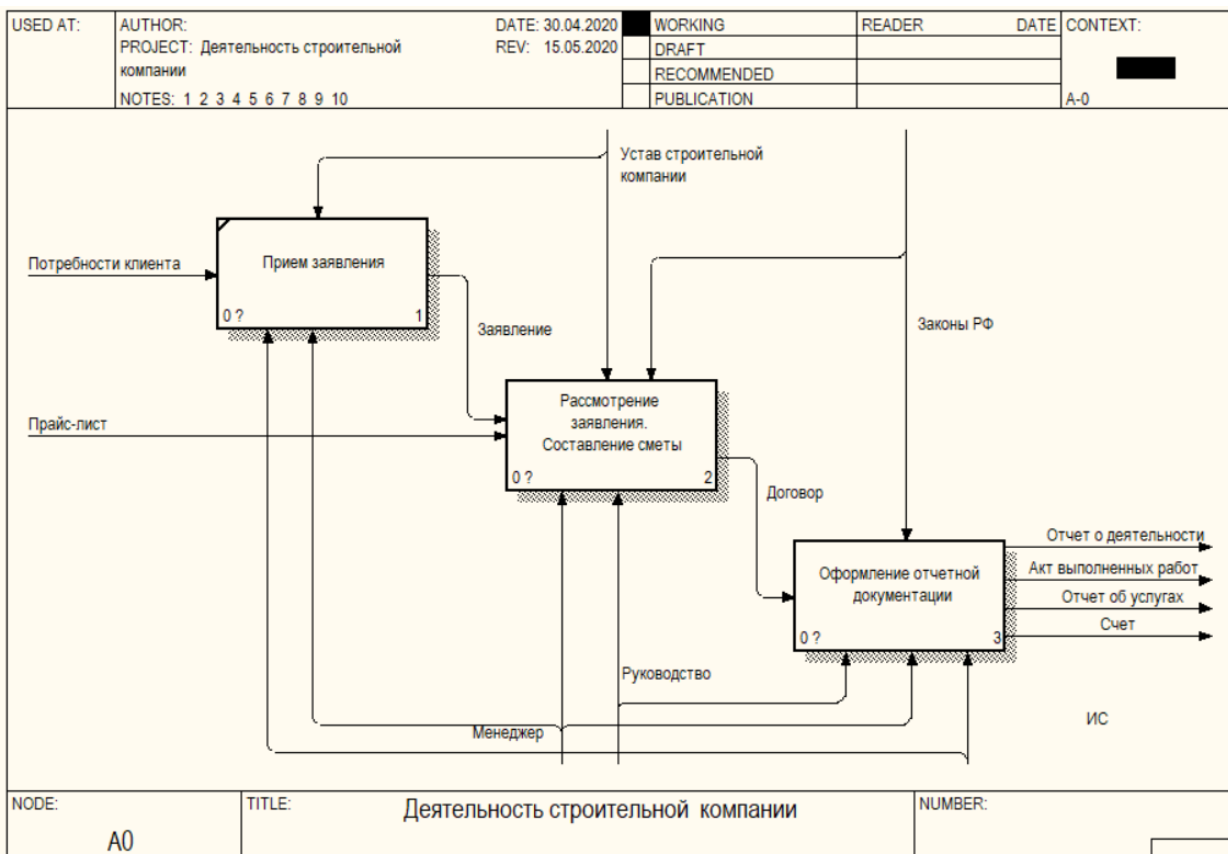 USED AT:
AUTHOR:
DATE: 30.04.2020
WORKING
READER
DATE
CONTEXT:
PROJECT: Деятельность строительной
REV: 15.05.2020
DRAFT
компании
RECOMMENDED
NOTES: 1 2 3 4 5 6 7 8 9 10
PUBLICATION
A-0
Устав строительной
компании
Потребности клиента
Прием заявления
0 ?
1
Заявление
Законы РФ
Прайс-лист
Рассмотрение
заявления.
Составление сметы
0 ?
2
Договор
Отчет о деятельности
Оформление отчетной
документации
Акт выполненных работ
Отчет об услугах
Счет
0 ?
3
Руководство
Менеджер
ИС
NODE:
TITLE:
Деятельность строительной компании
NUMBER:
A0